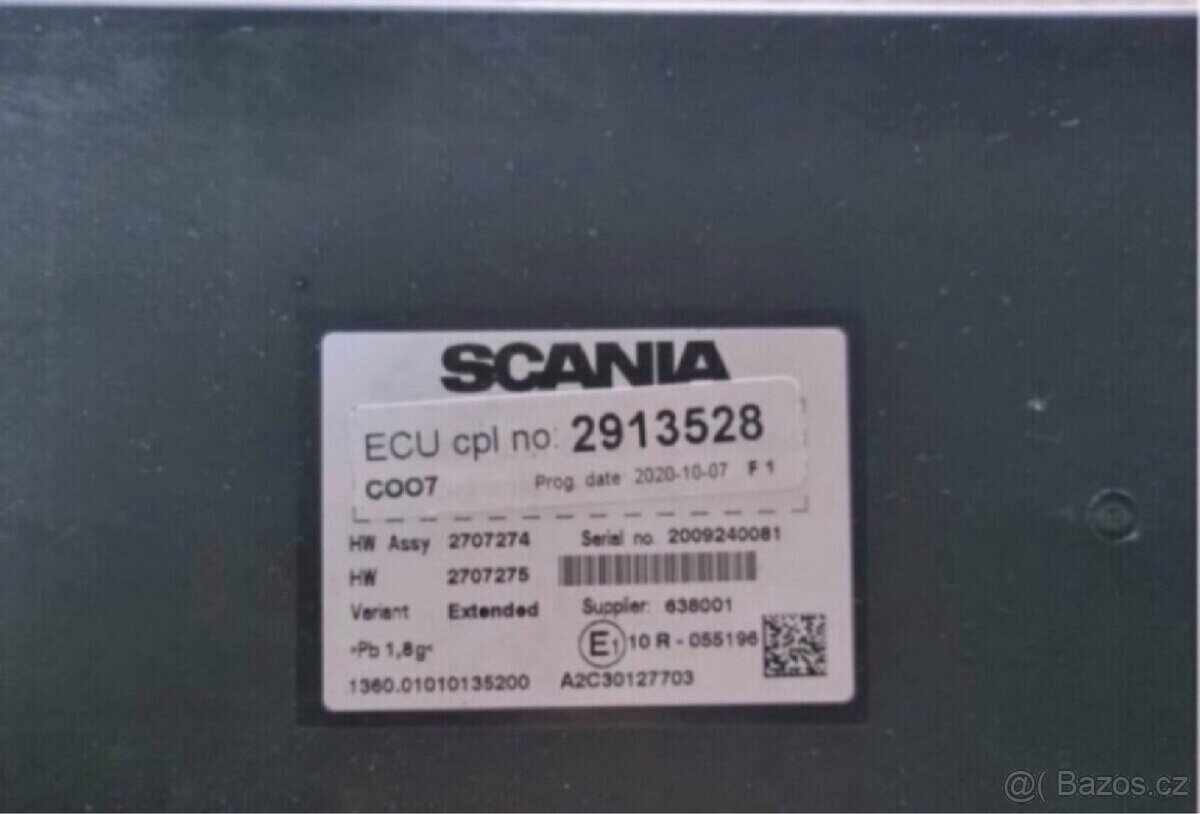 SCANIA
ECU cpl no: 2913528
COO7 Prog. date: 2020-10-07 F 1
HW Assy 2707274 Serial no. 2009240081
HW 2707275
Variant Extended Supplier: 638001
>Pb 1,8g< E1 10 R - 055196
1360.01010135200 A2C30127703
@( Bazos.cz